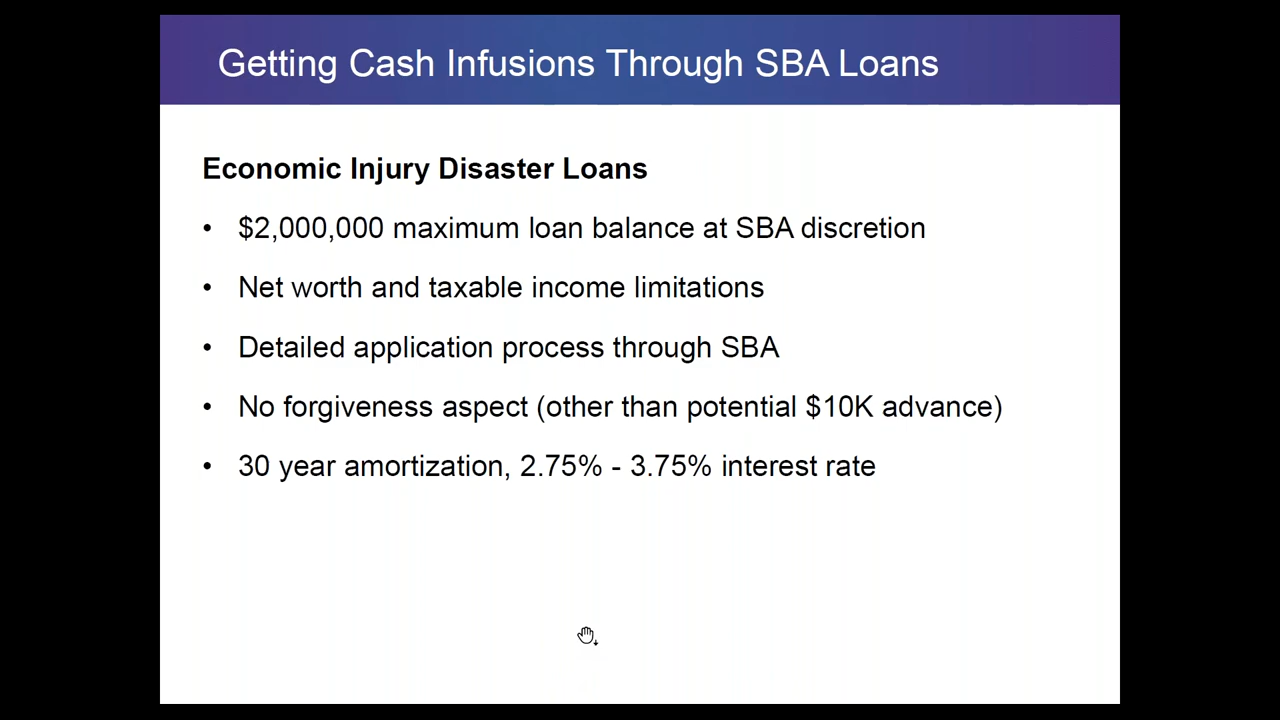 Getting Cash Infusions Through SBA Loans
Economic Injury Disaster Loans
• $2,000,000 maximum loan balance at SBA discretion
• Net worth and taxable income limitations
• Detailed application process through SBA
• No forgiveness aspect (other than potential $10K advance)
• 30 year amortization, 2.75% - 3.75% interest rate